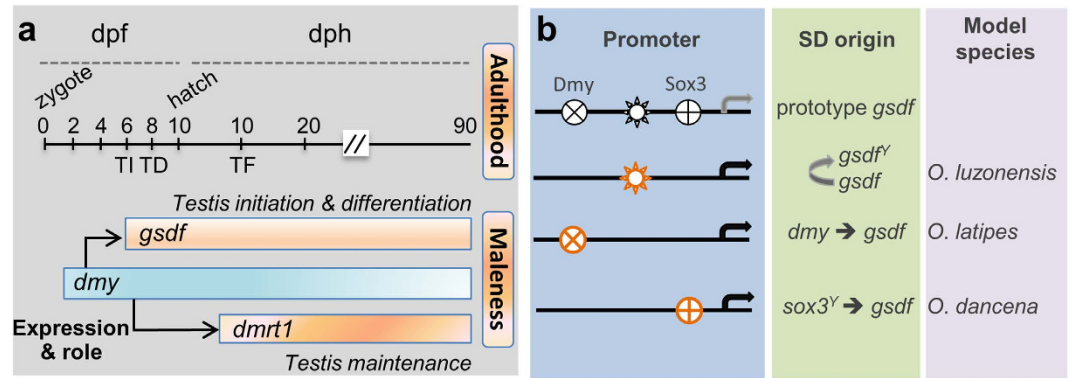 a
dpf
dph
zygote
hatch
0 2 4 6 8 10 10 20 // 90
TI TD TF
Adulthood
Testis initiation & differentiation
gsdf
dmy
dmrt1
Expression
& role
Testis maintenance
Maleness
b
Promoter
SD origin
Model
species
Dmy
Sox3
prototype gsdf
gsdfY
gsdf
O. luzonensis
dmy ➔ gsdf
O. latipes
sox3Y ➔ gsdf
O. dancena